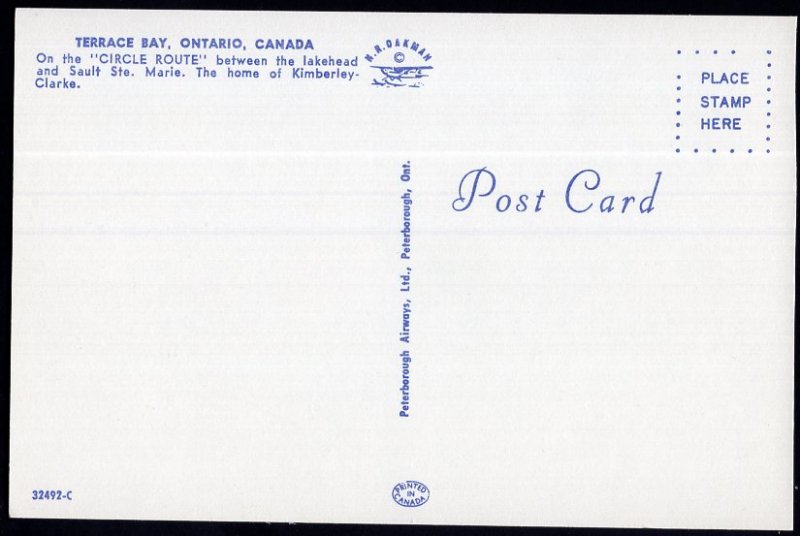 TERRACE BAY, ONTARIO, CANADA
On the "CIRCLE ROUTE" between the lakehead
and Sault Ste. Marie. The home of Kimberley-
Clarke.
N.R. OAKMAN
©
PLACE
STAMP
HERE
Post Card
Peterborough Airways, Ltd., Peterborough, Ont.
32492-C
PRINTED
IN
CANADA